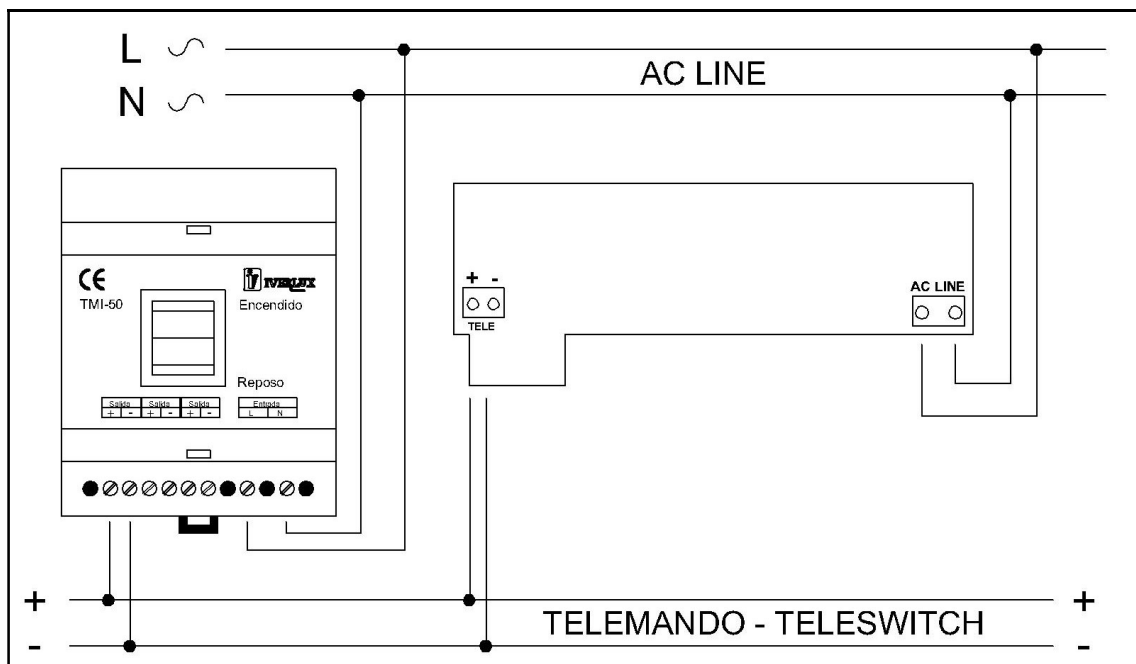 L
AC LINE
N
CE
IVERLUX
TMI-50
Encendido
+ -
TELE
AC LINE
Reposo
Salida Salida Salida Entrada
+ - + - + - L N
+ +
TELEMANDO - TELESWITCH
- -